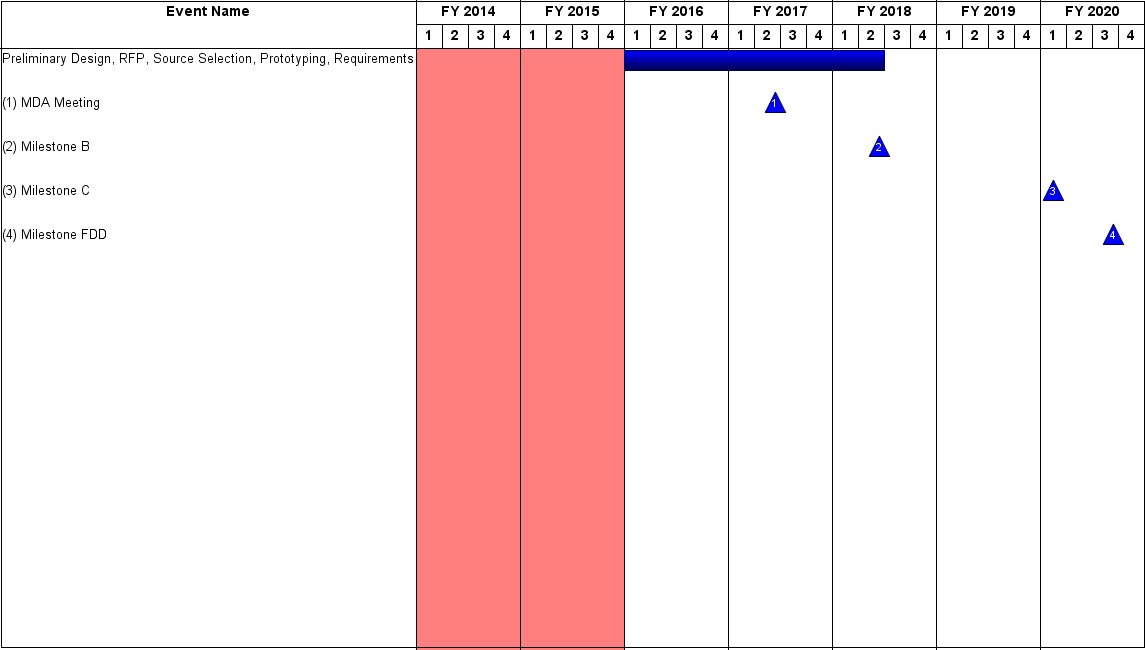 Event Name FY 2014 FY 2015 FY 2016 FY 2017 FY 2018 FY 2019 FY 2020
1 2 3 4 1 2 3 4 1 2 3 4 1 2 3 4 1 2 3 4 1 2 3 4 1 2 3 4
Preliminary Design, RFP, Source Selection, Prototyping, Requirements
(1) MDA Meeting 1
(2) Milestone B 2
(3) Milestone C 3
(4) Milestone FDD 4